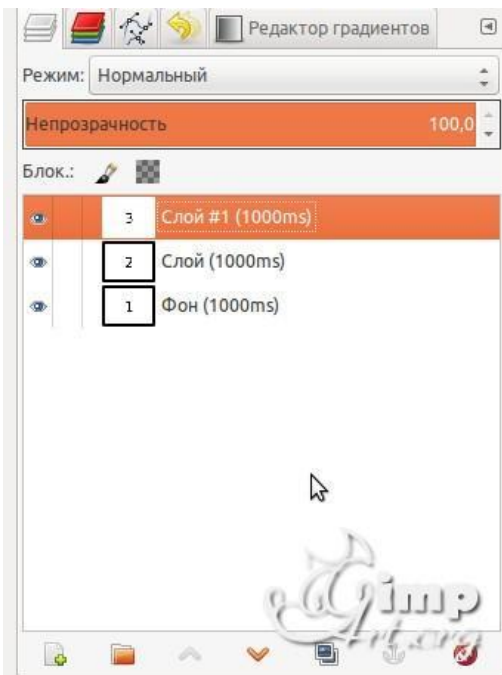 Редактор градиентов
Режим: Нормальный
Непрозрачность 100,0
Блок.:
3 Слой #1 (1000ms)
2 Слой (1000ms)
1 Фон (1000ms)
Gimp
Art.org